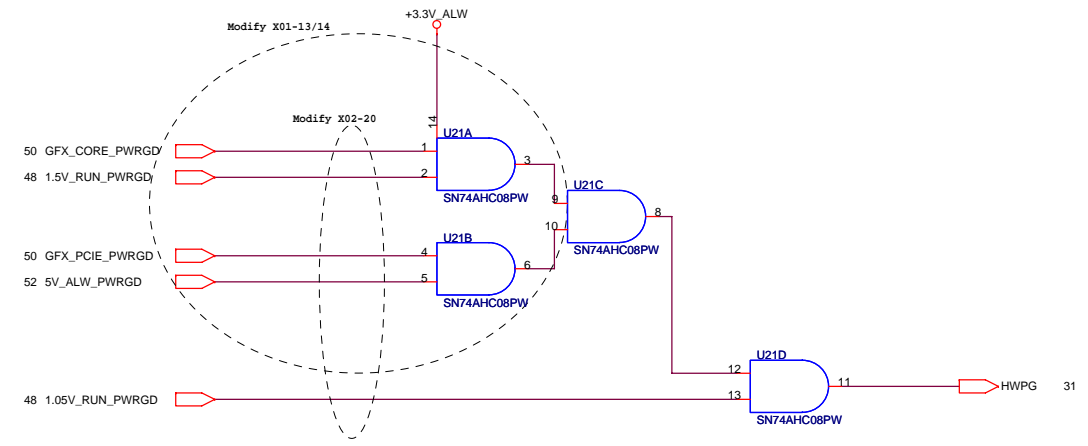 +3.3V_ALW
Modify X01-13/14
Modify X02-20
14
U21A
50 GFX_CORE_PWRGD
1
3
48 1.5V_RUN_PWRGD
2
SN74AHC08PW
U21C
9
8
10
SN74AHC08PW
U21B
50 GFX_PCIE_PWRGD
4
6
52 5V_ALW_PWRGD
5
SN74AHC08PW
U21D
12
11
HWPG 31
48 1.05V_RUN_PWRGD
13
SN74AHC08PW